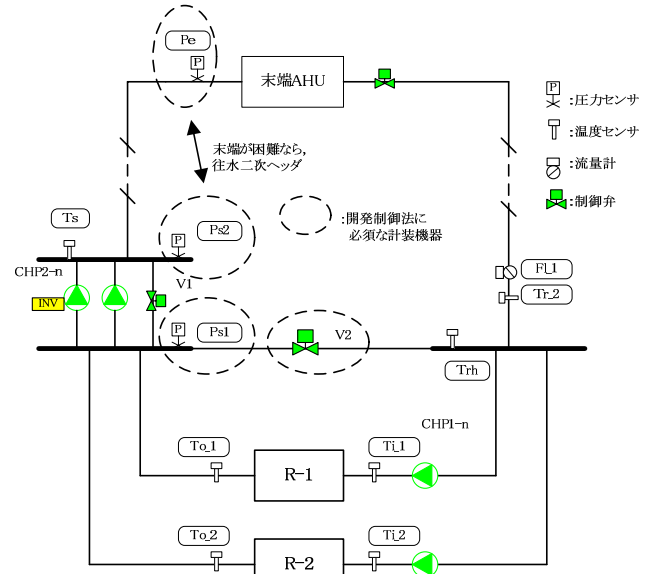 Pe
P
末端AHU
P
:圧力センサ
:温度センサ
:流量計
:制御弁
末端が困難なら,
往水二次ヘッダ
Ts
P
Ps2
:開発制御法に
必須な計装機器
CHP2-n
V1
INV
Fl_1
Tr_2
P
Ps1
V2
Trh
CHP1-n
To_1
R-1
Ti_1
To_2
R-2
Ti_2